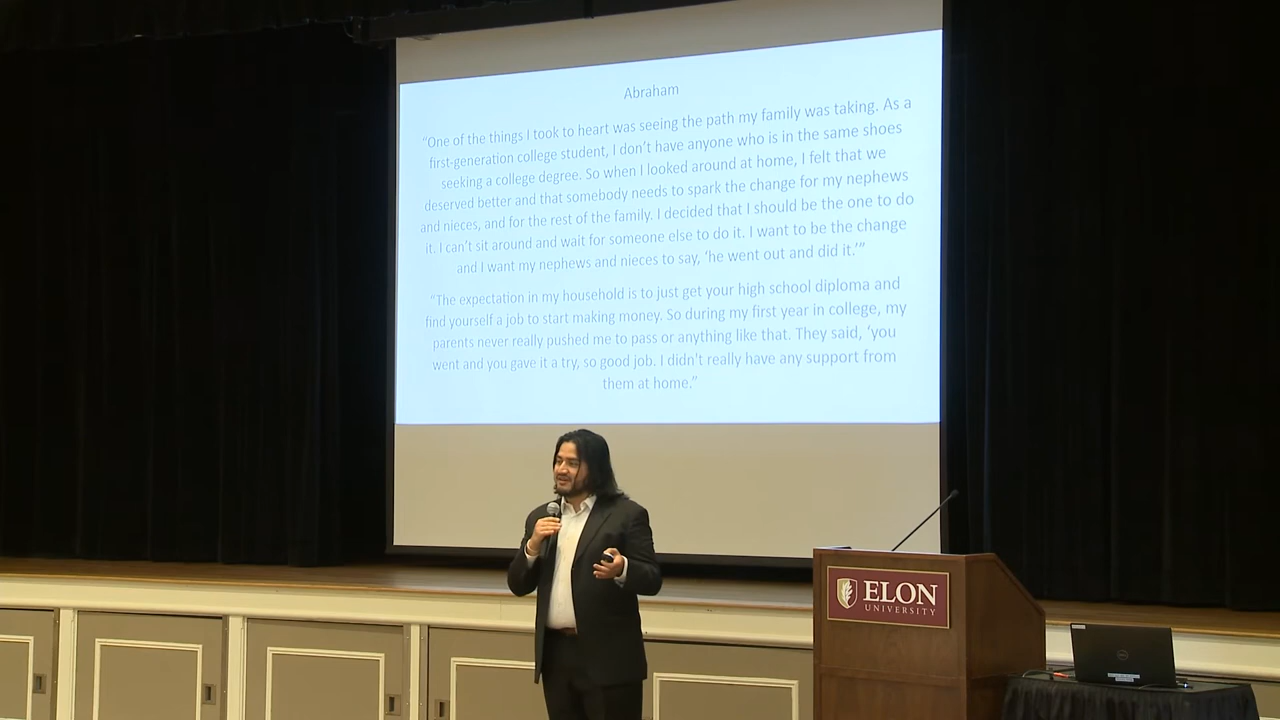 Abraham
“One of the things I took to heart was seeing the path my family was taking. As a
first-generation college student, I don’t have anyone who is in the same shoes
seeking a college degree. So when I looked around at home, I felt that we
deserved better and that somebody needs to spark the change for my nephews
and nieces, and for the rest of the family. I decided that I should be the one to do
it. I can’t sit around and wait for someone else to do it. I want to be the change
and I want my nephews and nieces to say, ‘he went out and did it.’”
“The expectation in my household is to just get your high school diploma and
find yourself a job to start making money. So during my first year in college, my
parents never really pushed me to pass or anything like that. They said, ‘you
went and you gave it a try, so good job. I didn't really have any support from
them at home.”
ELON
UNIVERSITY